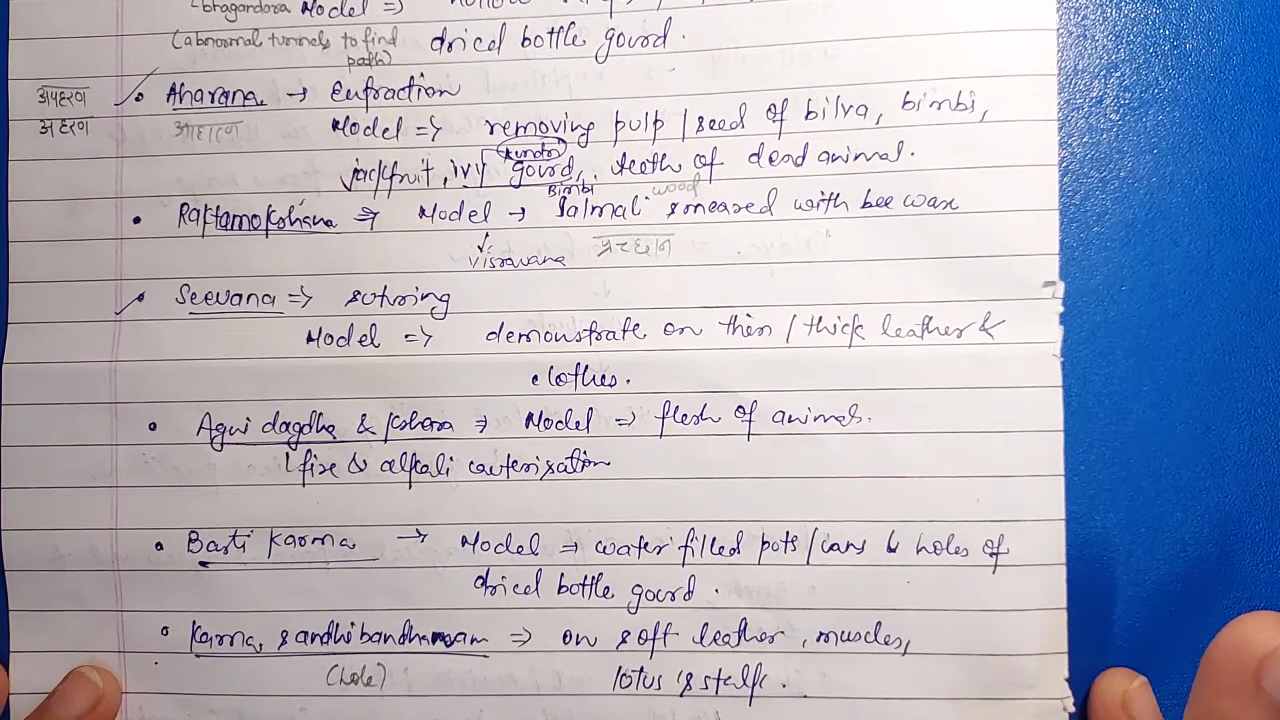 (bhagandara Model =>
(abnormal tunnels to find path) dried bottle gourd.
अपहरण • Aharana → Extraction
अहरण आहारण Model => removing pulp / seed of bilva, bimbi,
(kundru)
jackfruit, ivy gourd, teeth of dead animal.
Bimbi wood
• Raktamokshana => Model → Salmali smeared with bee wax
Visravana
• Seevana => suturing
Model => demonstrate on thin / thick leather &
clothes.
• Agni dagdha & Kshara => Model => flesh of animals.
(fire & alkali cauterisation
• Basti Karma → Model => water filled pots / cans & holes of
dried bottle gourd.
• Karna, sandhibandhanam => on soft leather, muscles,
(hole) lotus 's stalk.